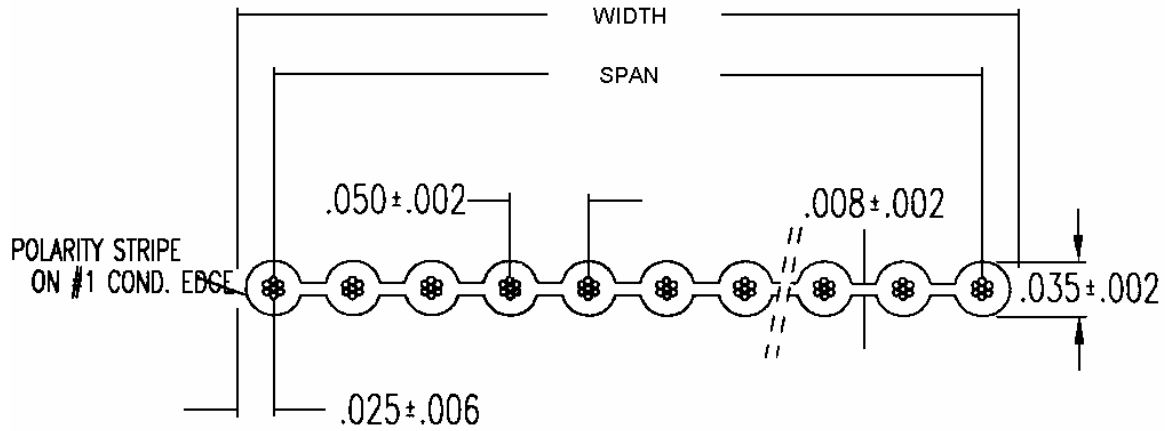 WIDTH
SPAN
.050±.002
.008±.002
POLARITY STRIPE
ON #1 COND. EDGE
.035±.002
.025±.006